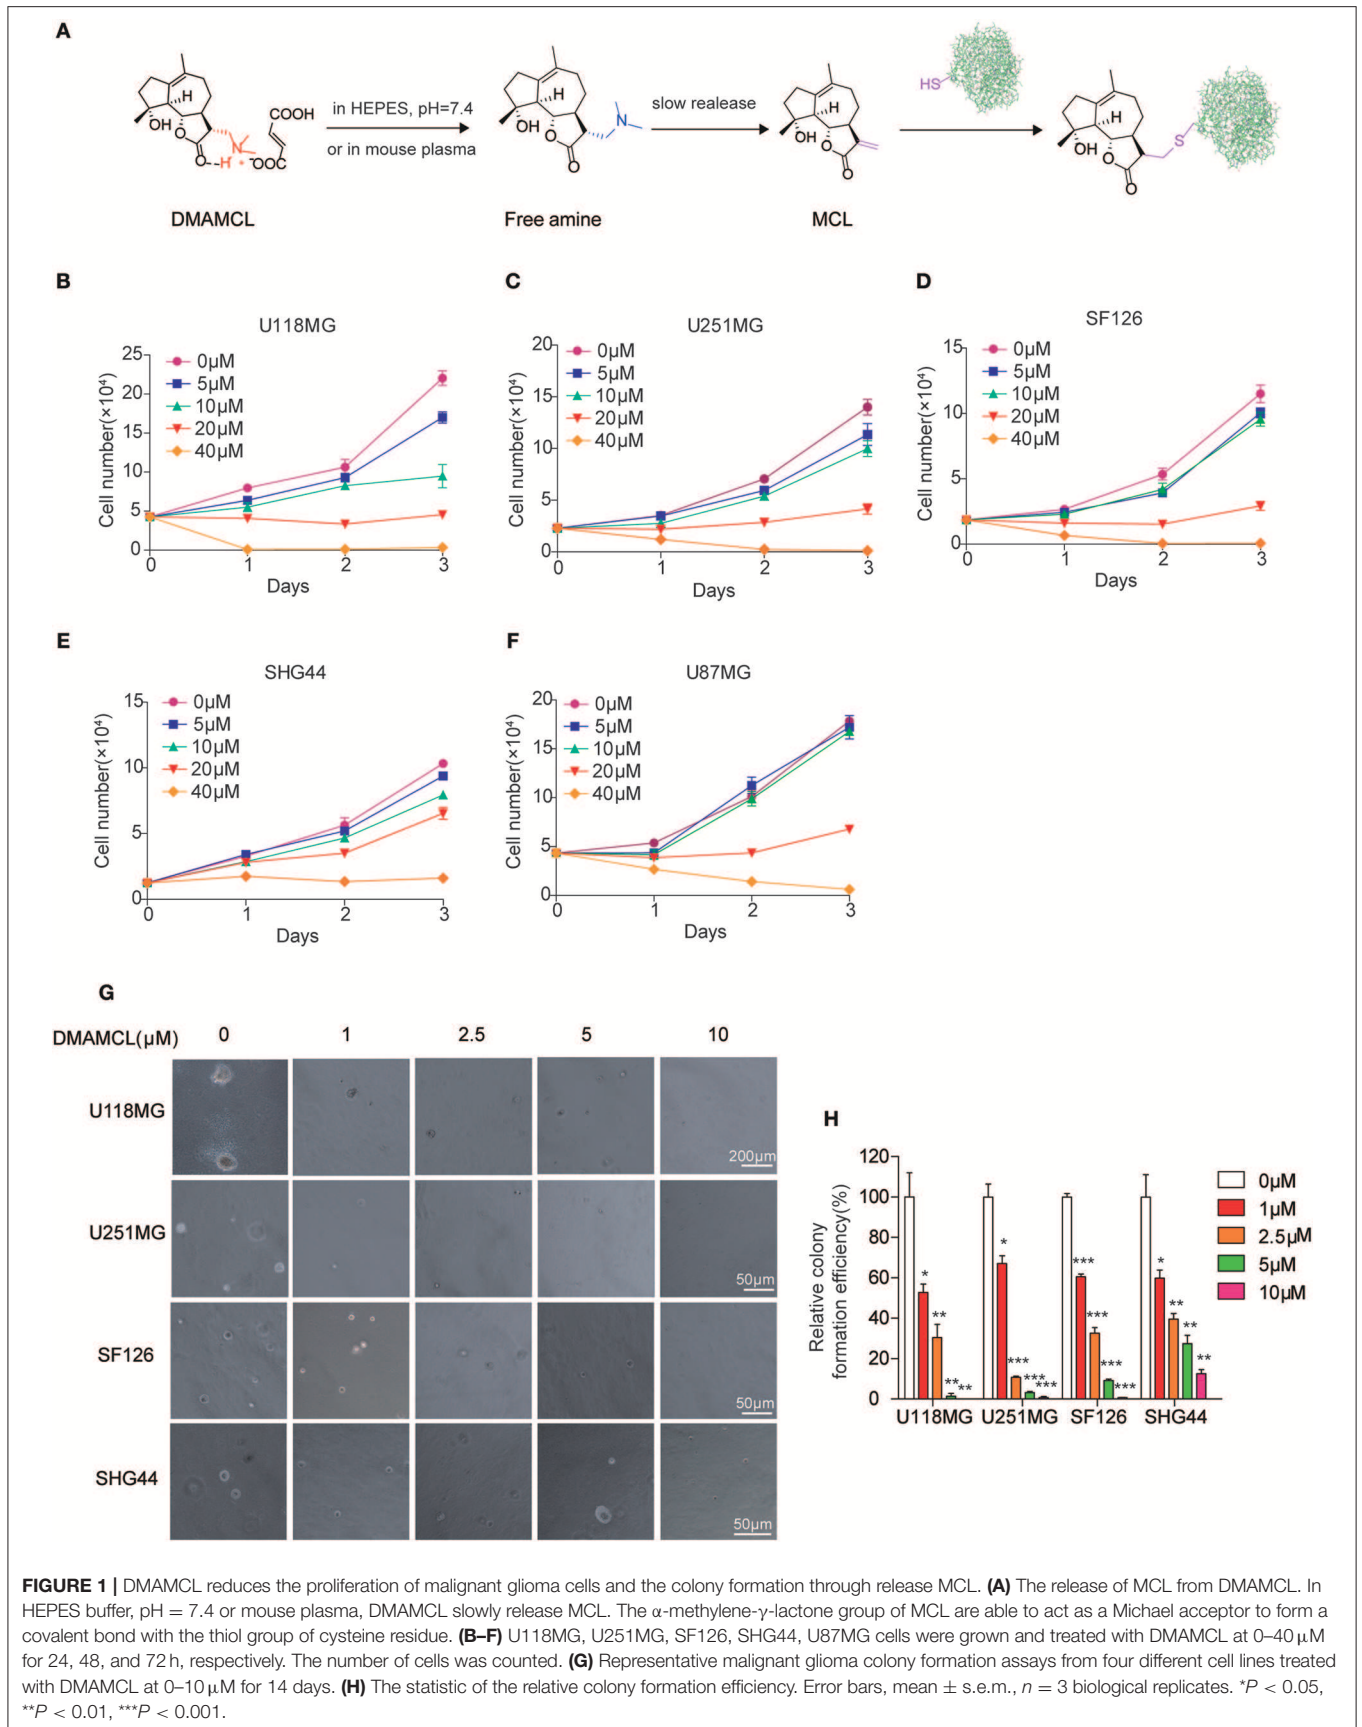 A
HS
H
OH
O
O
H
N
+
-OOC
COOH
in HEPES, pH=7.4
or in mouse plasma
H
OH
O
O
N
slow realease
H
OH
O
O
H
OH
O
O
S
DMAMCL
Free amine
MCL
B
U118MG
Cell number(×10⁴)
25
20
15
10
5
0
0μM
5μM
10μM
20μM
40μM
0 1 2 3
Days
C
U251MG
Cell number(×10⁴)
20
15
10
5
0
0μM
5μM
10μM
20μM
40μM
0 1 2 3
Days
D
SF126
Cell number(×10⁴)
15
10
5
0
0μM
5μM
10μM
20μM
40μM
0 1 2 3
Days
E
SHG44
Cell number(×10⁴)
15
10
5
0
0μM
5μM
10μM
20μM
40μM
0 1 2 3
Days
F
U87MG
Cell number(×10⁴)
20
15
10
5
0
0μM
5μM
10μM
20μM
40μM
0 1 2 3
Days
G
DMAMCL(μM) 0 1 2.5 5 10
U118MG
200μm
U251MG
50μm
SF126
50μm
SHG44
50μm
H
Relative colony
formation efficiency(%)
120
100
80
60
40
20
0
* ** ** **
* *** *** ***
*** *** *** ***
* ** ** **
U118MG U251MG SF126 SHG44
0μM
1μM
2.5μM
5μM
10μM
FIGURE 1 | DMAMCL reduces the proliferation of malignant glioma cells and the colony formation through release MCL. (A) The release of MCL from DMAMCL. In
HEPES buffer, pH = 7.4 or mouse plasma, DMAMCL slowly release MCL. The α-methylene-γ-lactone group of MCL are able to act as a Michael acceptor to form a
covalent bond with the thiol group of cysteine residue. (B–F) U118MG, U251MG, SF126, SHG44, U87MG cells were grown and treated with DMAMCL at 0–40 μM
for 24, 48, and 72 h, respectively. The number of cells was counted. (G) Representative malignant glioma colony formation assays from four different cell lines treated
with DMAMCL at 0–10 μM for 14 days. (H) The statistic of the relative colony formation efficiency. Error bars, mean ± s.e.m., n = 3 biological replicates. *P < 0.05,
**P < 0.01, ***P < 0.001.